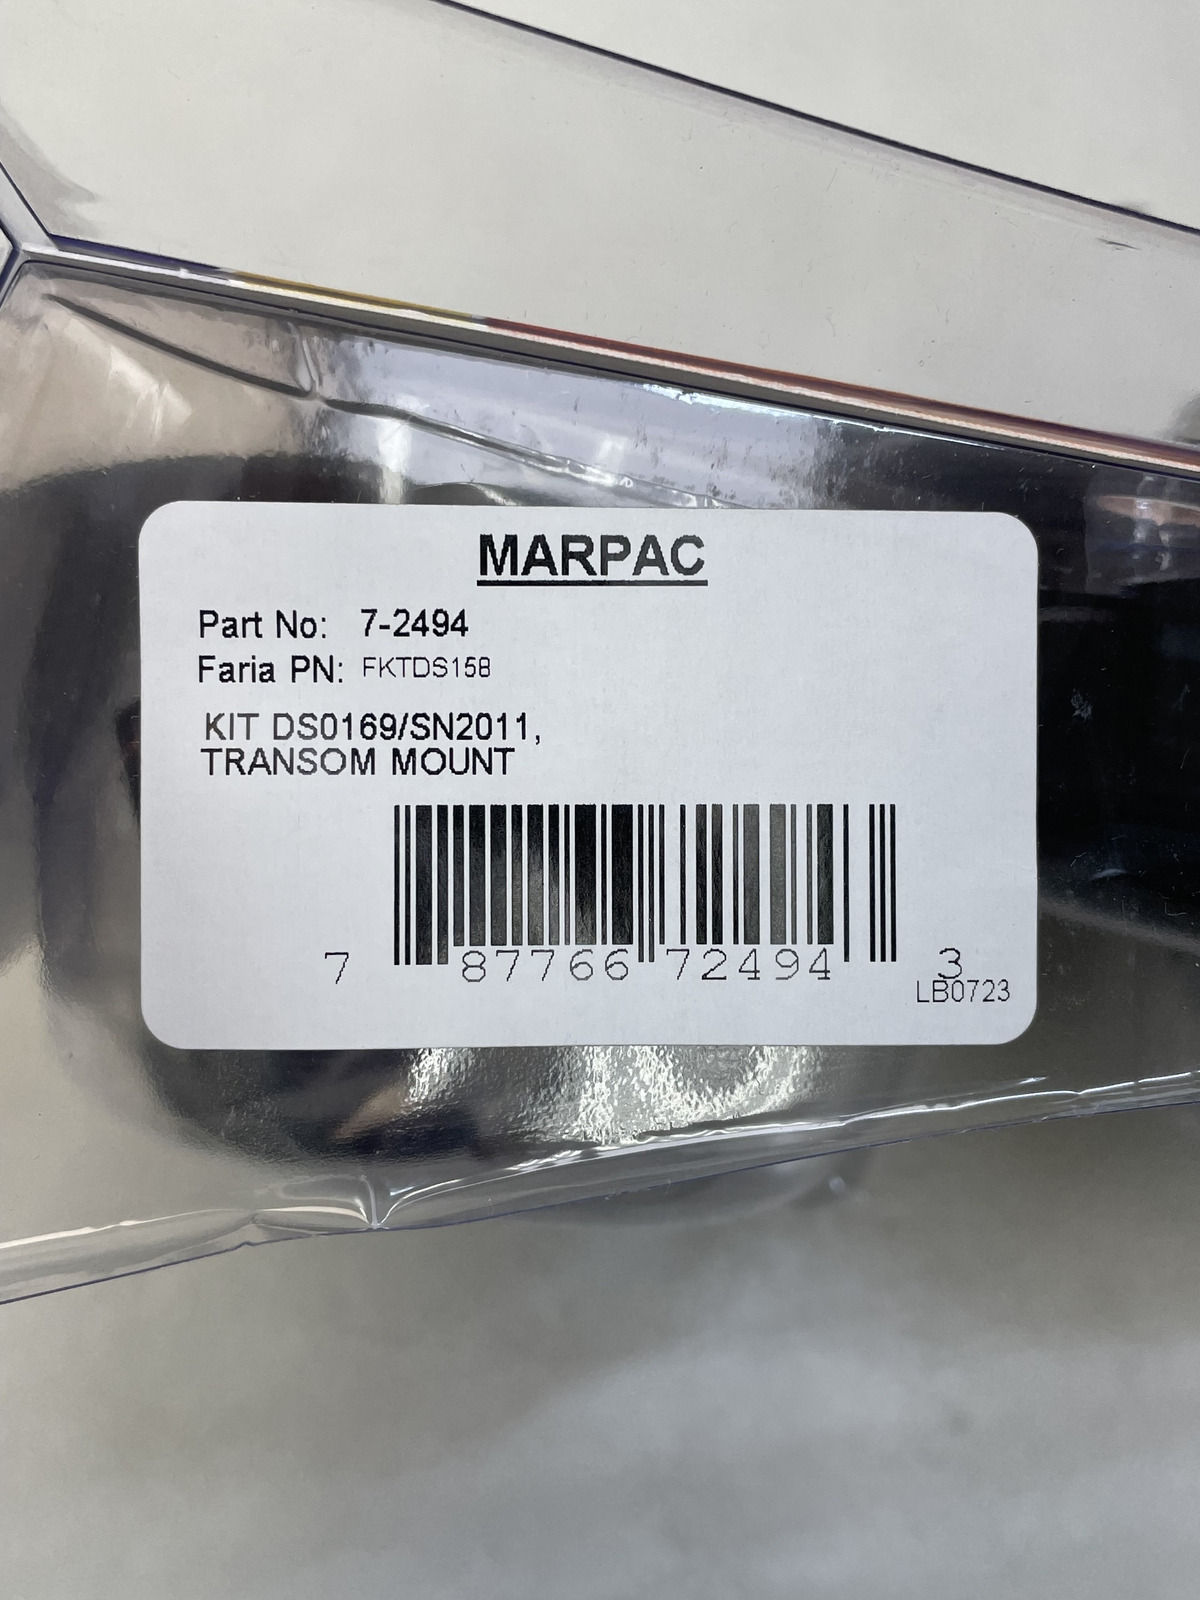 MARPAC
Part No: 7-2494
Faria PN: FKTDS158
KIT DS0169/SN2011,
TRANSOM MOUNT
7 87766 72494 3
LB0723